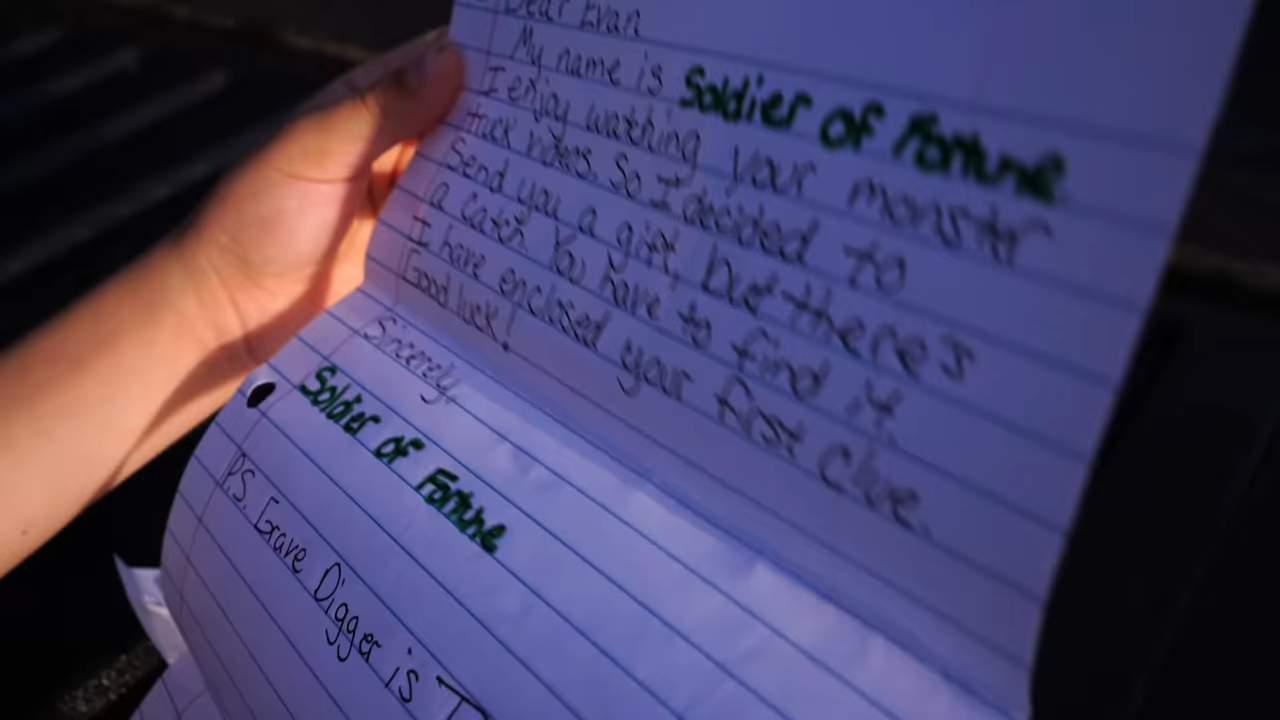 Dear Evan
My name is Soldier of Fortune
I enjoy watching your monstr
truck videos. So I decided to
Send you a gift, but there's
a catch. You have to find it.
I have enclosed your first clue.
Good luck!
Sincerely,
Soldier of Fortune
P.S. Grave Digger is